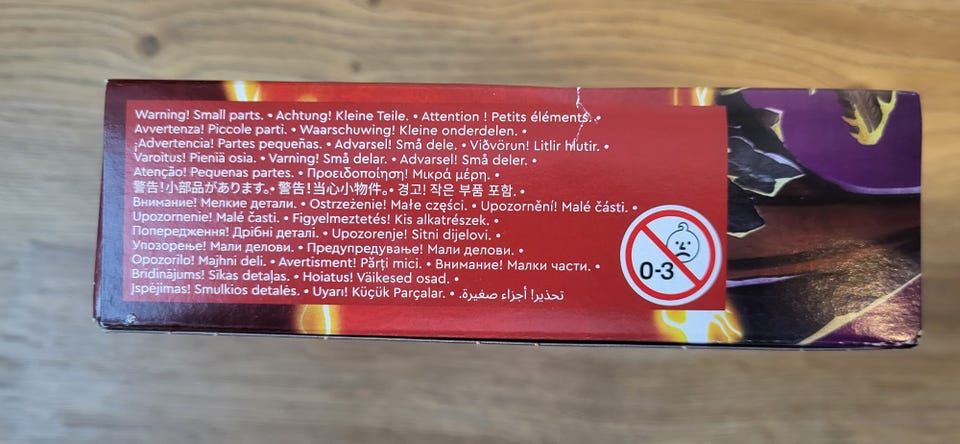 Warning! Small parts. • Achtung! Kleine Teile. • Attention ! Petits éléments. •
Avvertenza! Piccole parti. • Waarschuwing! Kleine onderdelen. •
¡Advertencia! Partes pequeñas. • Advarsel! Små dele. • Viðvörun! Litlir hlutir. •
Varoitus! Pieniä osia. • Varning! Små delar. • Advarsel! Små deler. •
Atenção! Pequenas partes. • Προειδοποίηση! Μικρά μέρη. •
警告！小部品があります。• 警告！当心小物件。• 경고! 작은 부품 포함. •
Внимание! Мелкие детали. • Ostrzeżenie! Małe części. • Upozornění! Malé části. •
Upozornenie! Malé časti. • Figyelmeztetés! Kis alkatrészek. •
Попередження! Дрібні деталі. • Upozorenje! Sitni dijelovi. •
Упозорење! Мали делови. • Предупредување! Мали делови. •
Opozorilo! Majhni deli. • Avertisment! Părți mici. • Внимание! Малки части. •
Brīdinājums! Sīkas detaļas. • Hoiatus! Väikesed osad. •
Įspėjimas! Smulkios detalės. • Uyarı! Küçük Parçalar. • تحذير! أجزاء صغيرة.
0-3